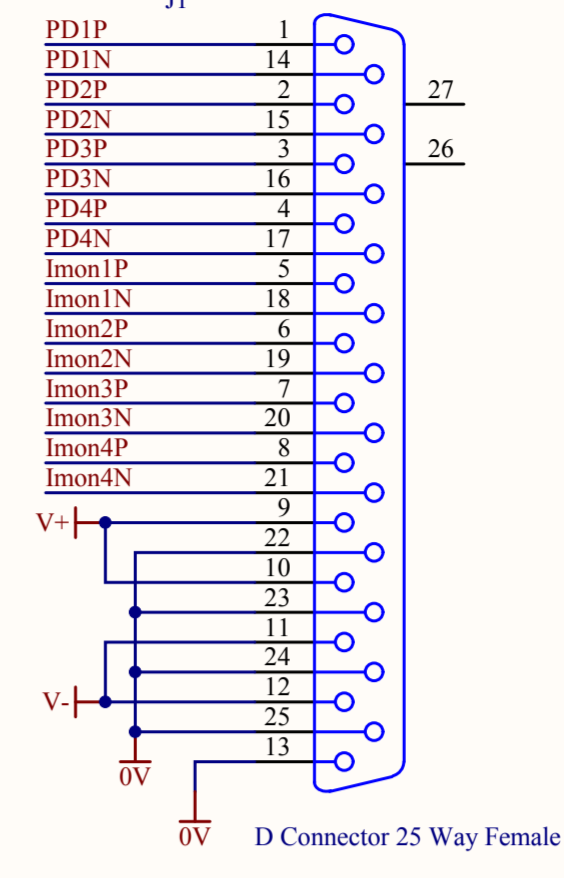 J1
PD1P 1
PD1N 14
PD2P 2 27
PD2N 15
PD3P 3 26
PD3N 16
PD4P 4
PD4N 17
Imon1P 5
Imon1N 18
Imon2P 6
Imon2N 19
Imon3P 7
Imon3N 20
Imon4P 8
Imon4N 21
V+ 9
22
10
23
11
24
V- 12
25
13
0V
0V D Connector 25 Way Female